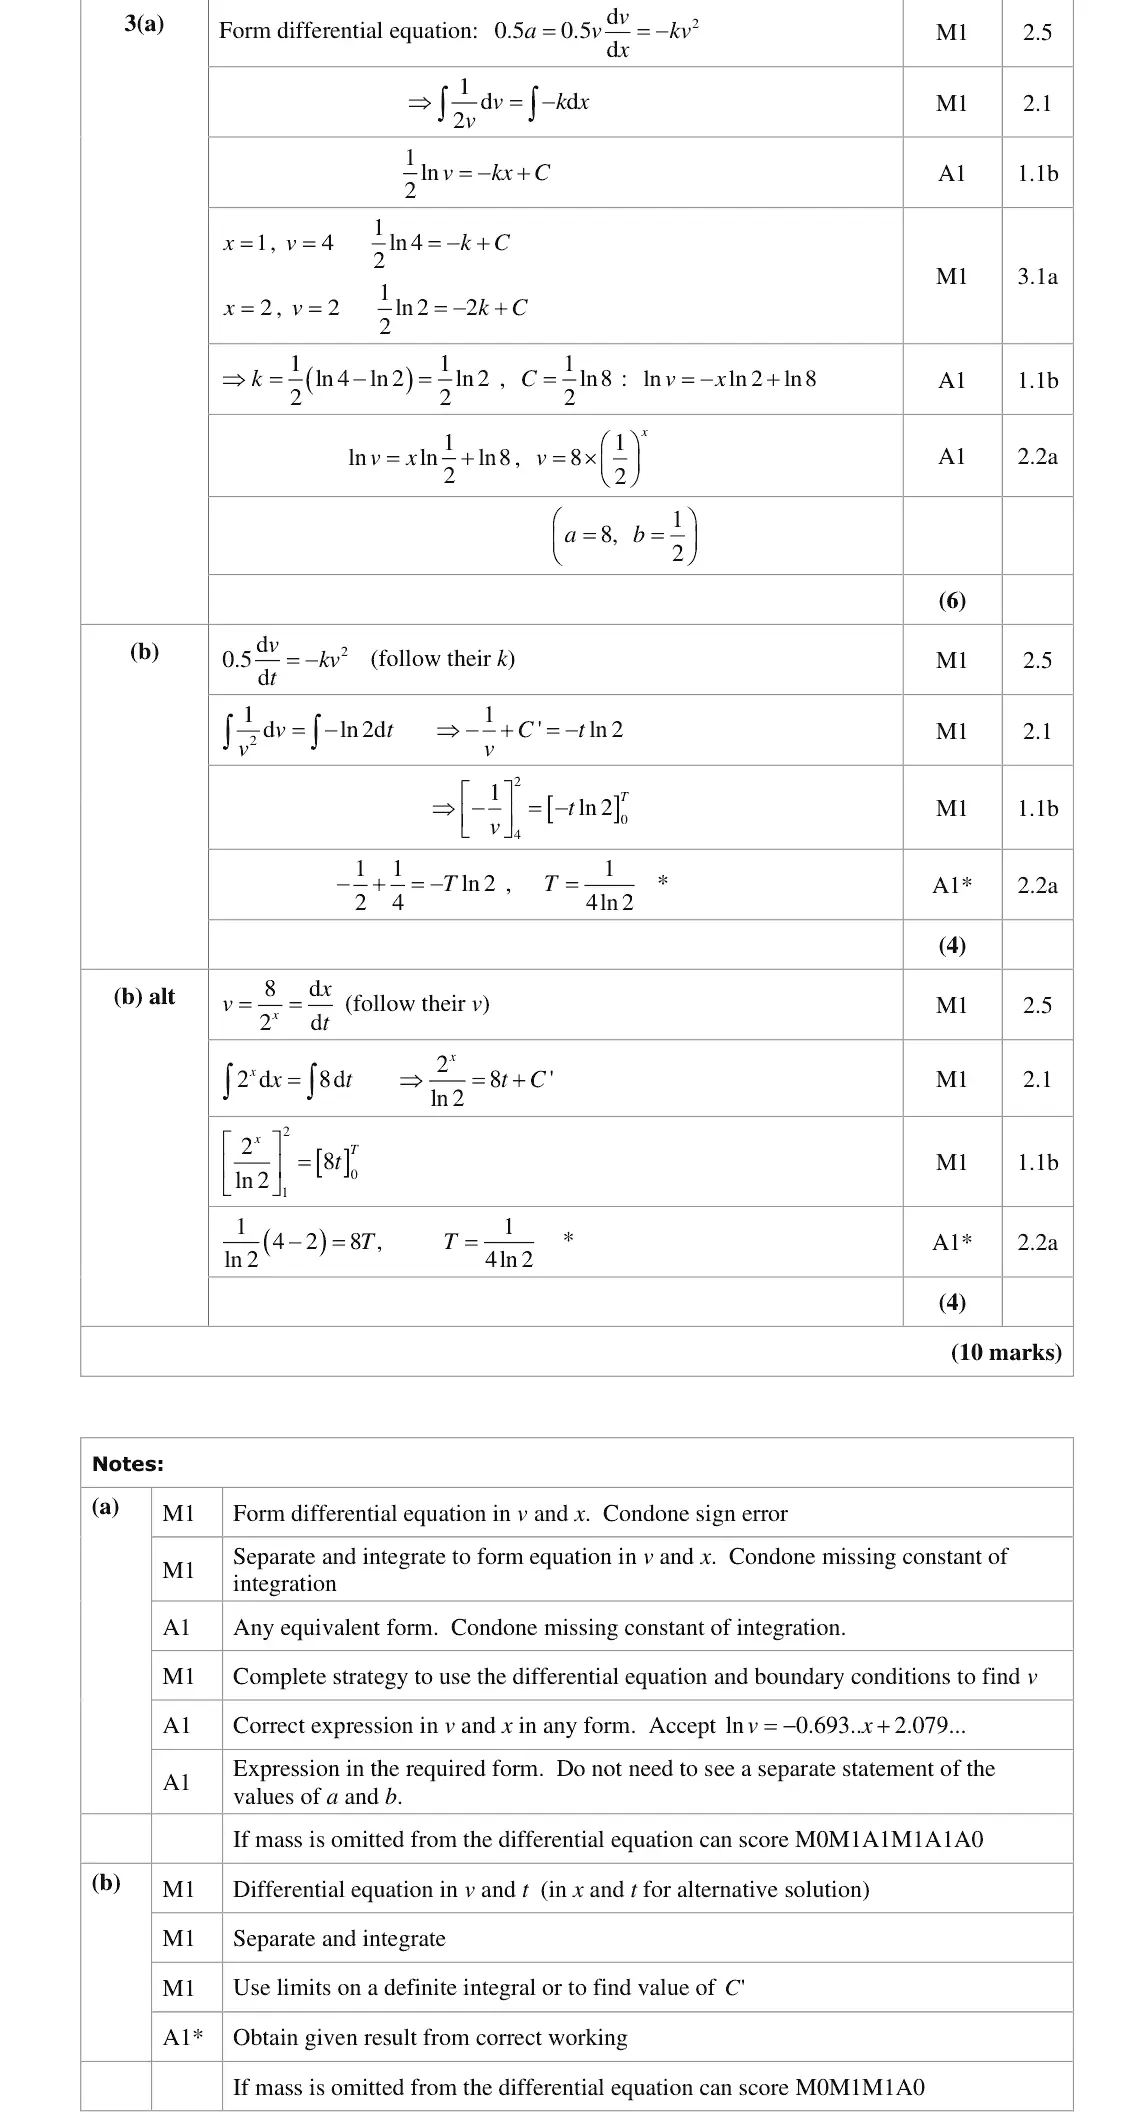 3(a) Form differential equation: 0.5a = 0.5v dv/dx = −kv² M1 2.5
⇒ ∫ 1/2v dv = ∫ −kdx M1 2.1
1/2 ln v = −kx + C A1 1.1b
x = 1, v = 4 1/2 ln 4 = −k + C
x = 2, v = 2 1/2 ln 2 = −2k + C
M1 3.1a
⇒ k = 1/2 (ln 4 − ln 2) = 1/2 ln 2 , C = 1/2 ln 8 : ln v = −x ln 2 + ln 8 A1 1.1b
ln v = x ln 1/2 + ln 8 , v = 8 × (1/2)^x A1 2.2a
(a = 8, b = 1/2)
(6)
(b) 0.5 dv/dt = −kv² (follow their k) M1 2.5
∫ 1/v² dv = ∫ −ln 2dt ⇒ −1/v + C' = −t ln 2 M1 2.1
⇒ [−1/v]₄² = [−t ln 2]₀ᵀ M1 1.1b
−1/2 + 1/4 = −T ln 2 , T = 1/4 ln 2 * A1* 2.2a
(4)
(b) alt v = 8/2^x = dx/dt (follow their v) M1 2.5
∫ 2^x dx = ∫ 8dt ⇒ 2^x/ln 2 = 8t + C' M1 2.1
[2^x/ln 2]₁² = [8t]₀ᵀ M1 1.1b
1/ln 2 (4 − 2) = 8T, T = 1/4 ln 2 * A1* 2.2a
(4)
(10 marks)
Notes:
(a) M1 Form differential equation in v and x. Condone sign error
M1 Separate and integrate to form equation in v and x. Condone missing constant of
integration
A1 Any equivalent form. Condone missing constant of integration.
M1 Complete strategy to use the differential equation and boundary conditions to find v
A1 Correct expression in v and x in any form. Accept ln v = −0.693..x + 2.079...
A1 Expression in the required form. Do not need to see a separate statement of the
values of a and b.
If mass is omitted from the differential equation can score M0M1A1M1A1A0
(b) M1 Differential equation in v and t (in x and t for alternative solution)
M1 Separate and integrate
M1 Use limits on a definite integral or to find value of C'
A1* Obtain given result from correct working
If mass is omitted from the differential equation can score M0M1M1A0